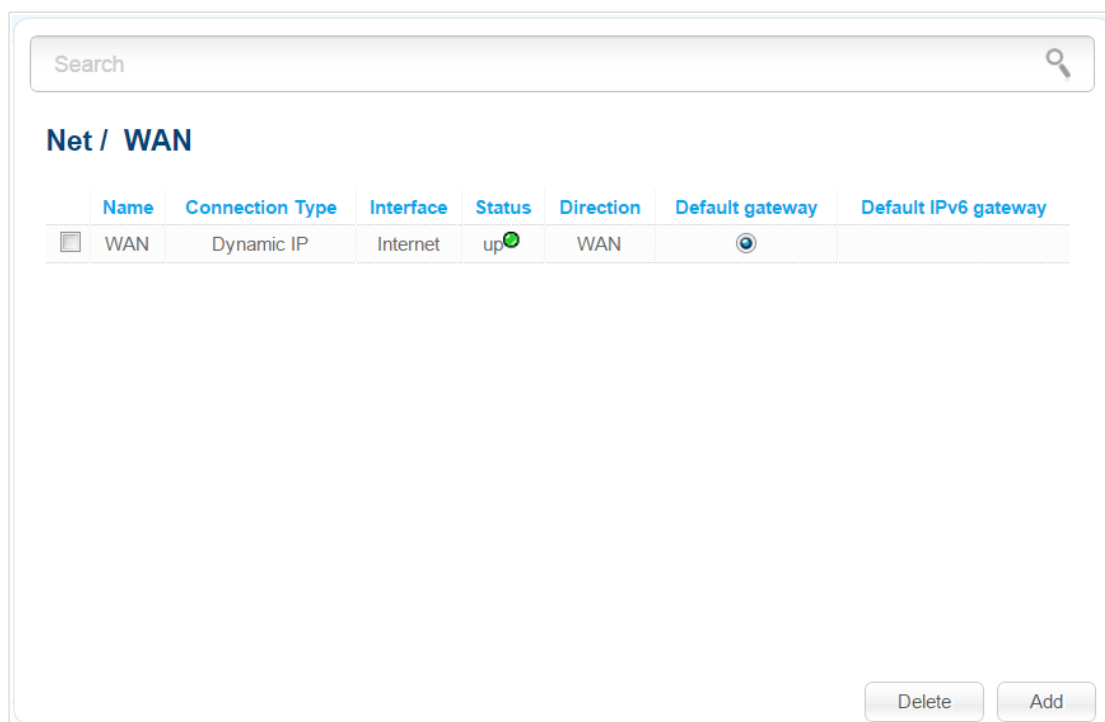 Search
Net / WAN
Name Connection Type Interface Status Direction Default gateway Default IPv6 gateway
WAN Dynamic IP Internet up WAN
Delete Add